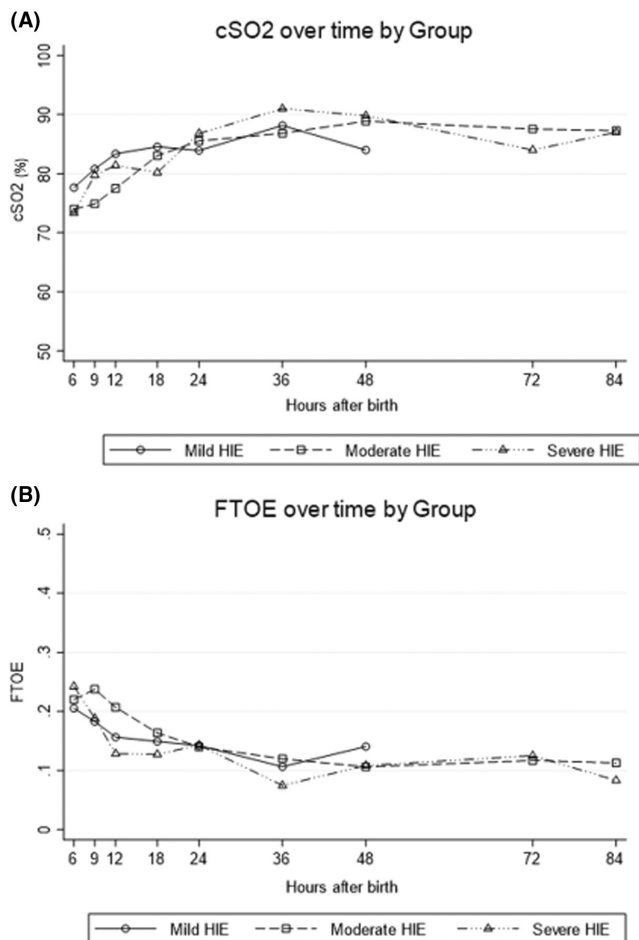 (A)
cSO2 over time by Group
100
90
80
70
60
50
cSO2 (%)
6 9 12 18 24 36 48 72 84
Hours after birth
Mild HIE Moderate HIE Severe HIE
(B)
FTOE over time by Group
.5
.4
.3
.2
.1
0
FTOE
6 9 12 18 24 36 48 72 84
Hours after birth
Mild HIE Moderate HIE Severe HIE